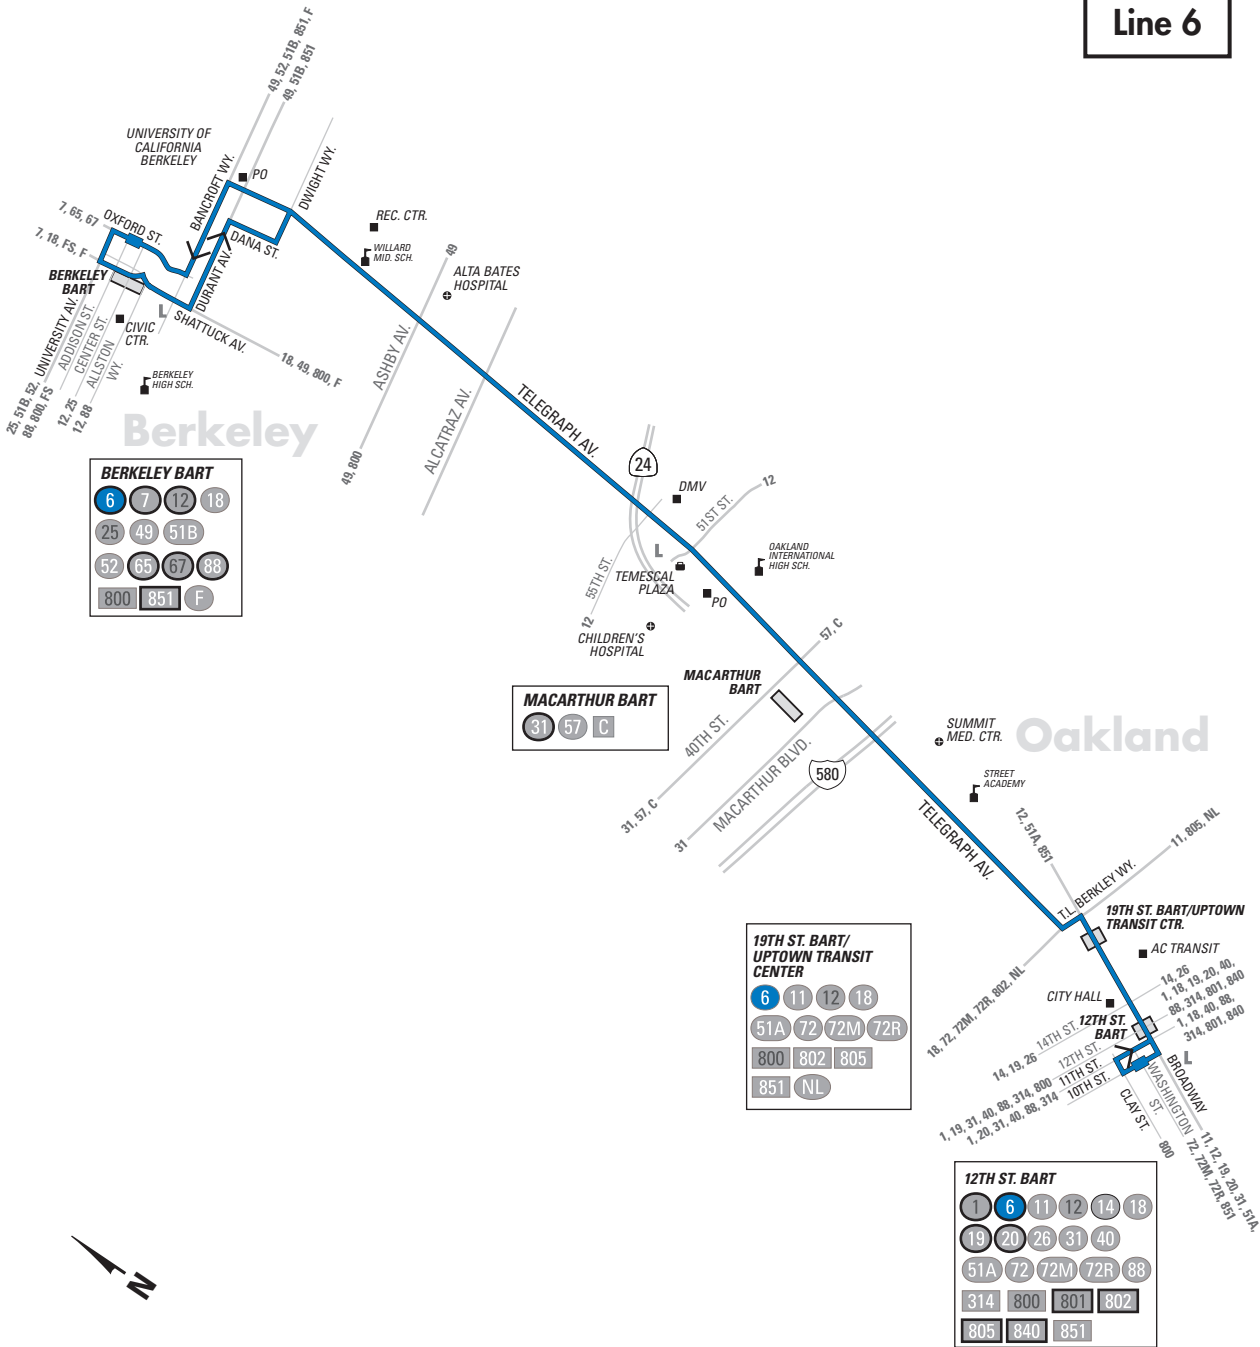 Line 6
49, 52, 51B, 851, F
49, 51B, 851
UNIVERSITY OF
CALIFORNIA
BERKELEY
BANCROFT WY.
PO
DWIGHT WY.
7, 65, 67
OXFORD ST.
7, 18, FS, F
DANA ST.
DURANT AV.
BERKELEY
BART
REC. CTR.
WILLARD
MID. SCH.
49
ALTA BATES
HOSPITAL
L
SHATTUCK AV.
CIVIC
CTR.
UNIVERSITY AV.
ADDISON ST.
CENTER ST.
ALLSTON
WY.
25, 51B, 52,
88, 800, FS
12, 25
12, 88
BERKELEY
HIGH SCH.
18, 49, 800, F
ASHBY AV.
49, 800
ALCATRAZ AV.
TELEGRAPH AV.
Berkeley
BERKELEY BART
6 7 12 18
25 49 51B
52 65 67 88
800 851 F
24
DMV
51ST ST.
12
L
55TH ST.
12
TEMESCAL
PLAZA
OAKLAND
INTERNATIONAL
HIGH SCH.
PO
CHILDREN'S
HOSPITAL
57, C
MACARTHUR
BART
MACARTHUR BART
31 57 C
40TH ST.
31, 57, C
MACARTHUR BLVD.
31
580
SUMMIT
MED. CTR.
Oakland
STREET
ACADEMY
TELEGRAPH AV.
12, 51A, 851
11, 805, NL
T.L. BERKLEY WY.
19TH ST. BART/UPTOWN
TRANSIT CTR.
AC TRANSIT
18, 72, 72M, 72R, 802, NL
19TH ST. BART/
UPTOWN TRANSIT
CENTER
6 11 12 18
51A 72 72M 72R
800 802 805
851 NL
CITY HALL
12TH ST.
BART
14, 26
1, 18, 19, 20, 40,
88, 314, 801, 840
1, 18, 40, 88,
314, 801, 840
14TH ST.
14, 19, 26
12TH ST.
11TH ST.
10TH ST.
1, 19, 31, 40, 88, 314, 800
1, 20, 31, 40, 88, 314
L
CLAY ST.
WASHINGTON
ST.
BROADWAY
800
72, 72M, 72R, 851
11, 12, 19, 20, 31, 51A,
12TH ST. BART
1 6 11 12 14 18
19 20 26 31 40
51A 72 72M 72R 88
314 800 801 802
805 840 851
N